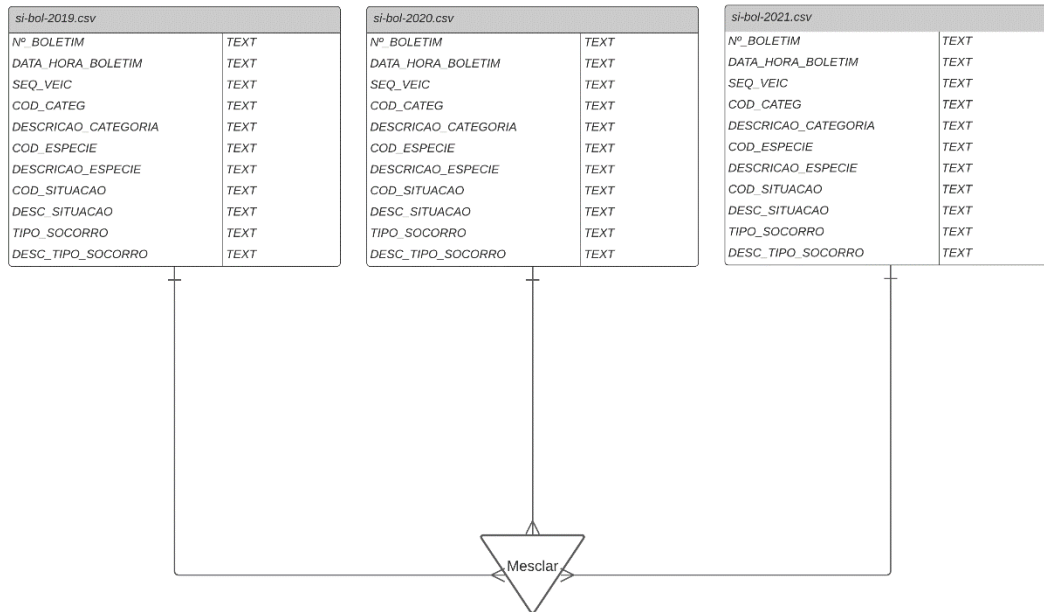 si-bol-2019.csv
Nº_BOLETIM TEXT
DATA_HORA_BOLETIM TEXT
SEQ_VEIC TEXT
COD_CATEG TEXT
DESCRICAO_CATEGORIA TEXT
COD_ESPECIE TEXT
DESCRICAO_ESPECIE TEXT
COD_SITUACAO TEXT
DESC_SITUACAO TEXT
TIPO_SOCORRO TEXT
DESC_TIPO_SOCORRO TEXT
si-bol-2020.csv
Nº_BOLETIM TEXT
DATA_HORA_BOLETIM TEXT
SEQ_VEIC TEXT
COD_CATEG TEXT
DESCRICAO_CATEGORIA TEXT
COD_ESPECIE TEXT
DESCRICAO_ESPECIE TEXT
COD_SITUACAO TEXT
DESC_SITUACAO TEXT
TIPO_SOCORRO TEXT
DESC_TIPO_SOCORRO TEXT
si-bol-2021.csv
Nº_BOLETIM TEXT
DATA_HORA_BOLETIM TEXT
SEQ_VEIC TEXT
COD_CATEG TEXT
DESCRICAO_CATEGORIA TEXT
COD_ESPECIE TEXT
DESCRICAO_ESPECIE TEXT
COD_SITUACAO TEXT
DESC_SITUACAO TEXT
TIPO_SOCORRO TEXT
DESC_TIPO_SOCORRO TEXT
Mesclar